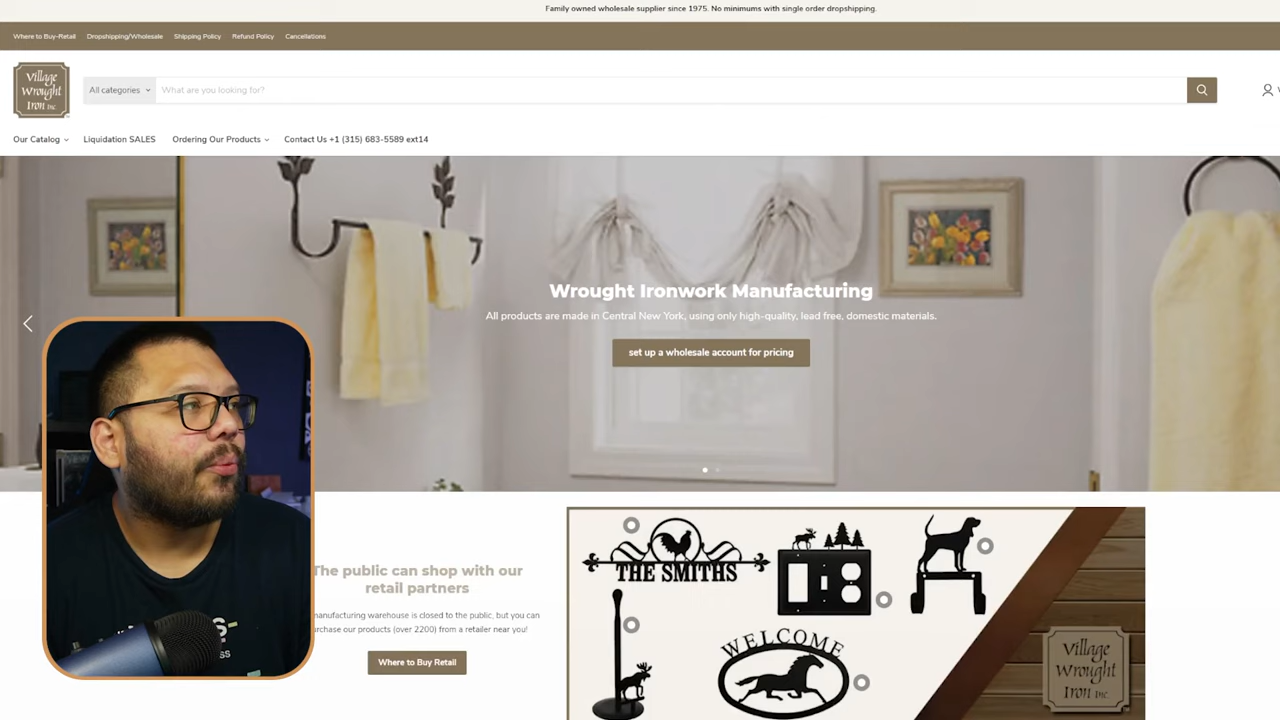 Family owned wholesale supplier since 1975. No minimums with single order dropshipping.
Where to Buy-Retail Dropshipping/Wholesale Shipping Policy Refund Policy Cancellations
Village
Wrought
Iron Inc.
All categories What are you looking for?
Our Catalog Liquidation SALES Ordering Our Products Contact Us +1 (315) 683-5589 ext14
Wrought Ironwork Manufacturing
All products are made in Central New York, using only high-quality, lead free, domestic materials.
set up a wholesale account for pricing
The public can shop with our
retail partners
manufacturing warehouse is closed to the public, but you can
purchase our products (over 2200) from a retailer near you!
Where to Buy Retail
THE SMITHS
WELCOME
Village
Wrought
Iron Inc.